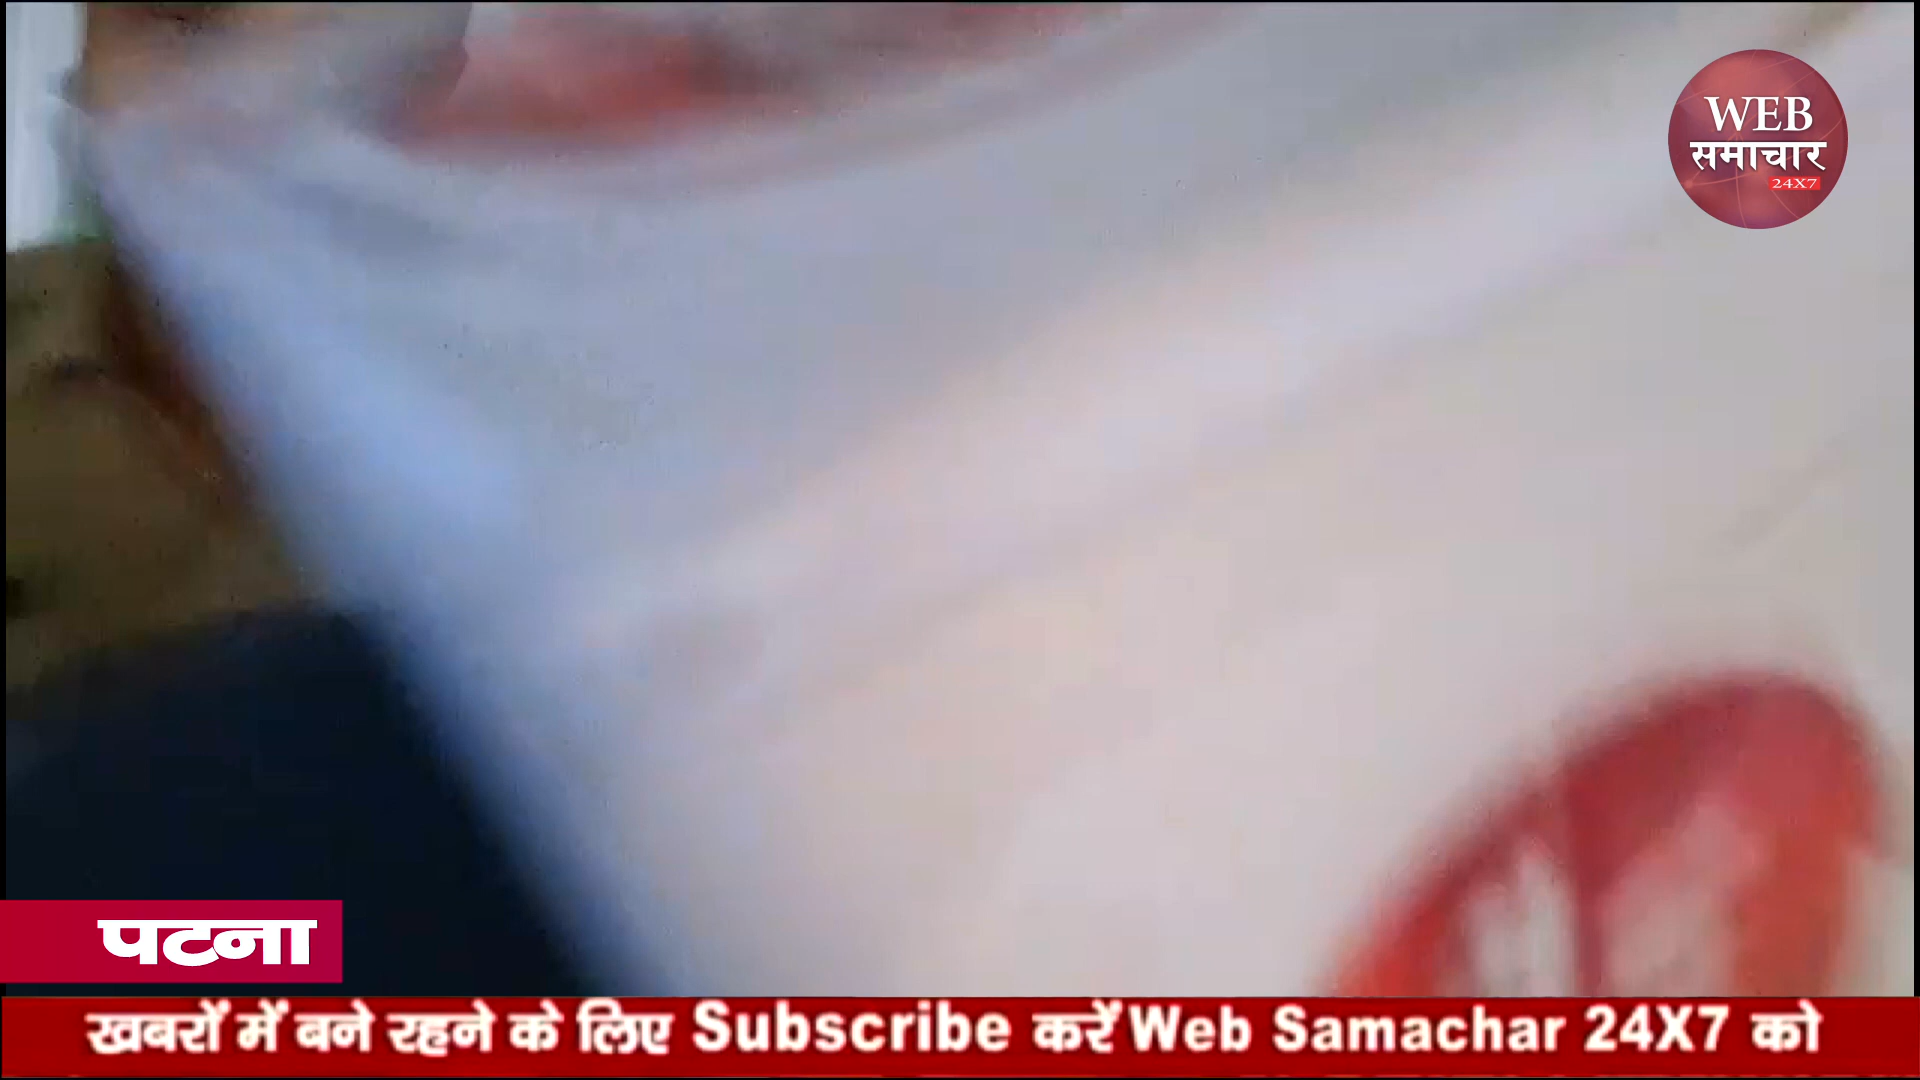 WEB
समाचार
24X7
पटना
खबरों में बने रहने के लिए Subscribe करें Web Samachar 24X7 को